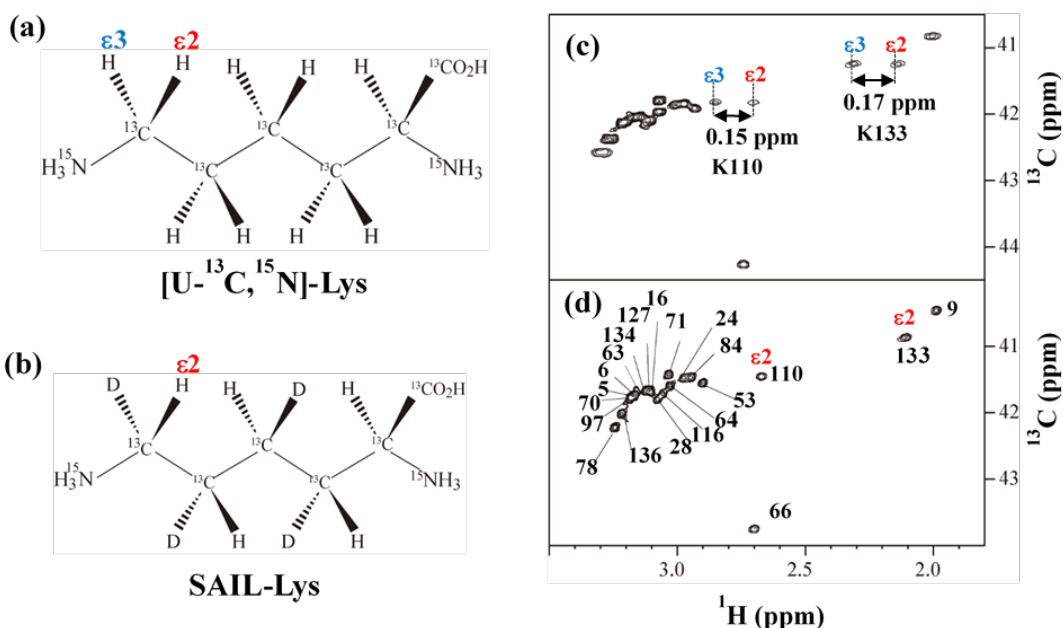 (a)
ε3 ε2
H H H H ¹³CO₂H
¹³C ¹³C ¹³C
H₃¹⁵N ¹³C ¹³C ¹⁵NH₃
H H H H
[U-¹³C,¹⁵N]-Lys
(b)
ε2
D H H D H ¹³CO₂H
¹³C ¹³C ¹³C
H₃¹⁵N ¹³C ¹³C ¹⁵NH₃
D H D H
SAIL-Lys
(c)
ε3 ε2
0.17 ppm
K133
ε3 ε2
0.15 ppm
K110
41
42
43
44
¹³C (ppm)
(d)
16
127 71 24
134 84
63
6
5
70
97
78 136 28 116 64 53
ε2
110
ε2
133
9
66
41
42
43
¹³C (ppm)
3.0 2.5 2.0
¹H (ppm)